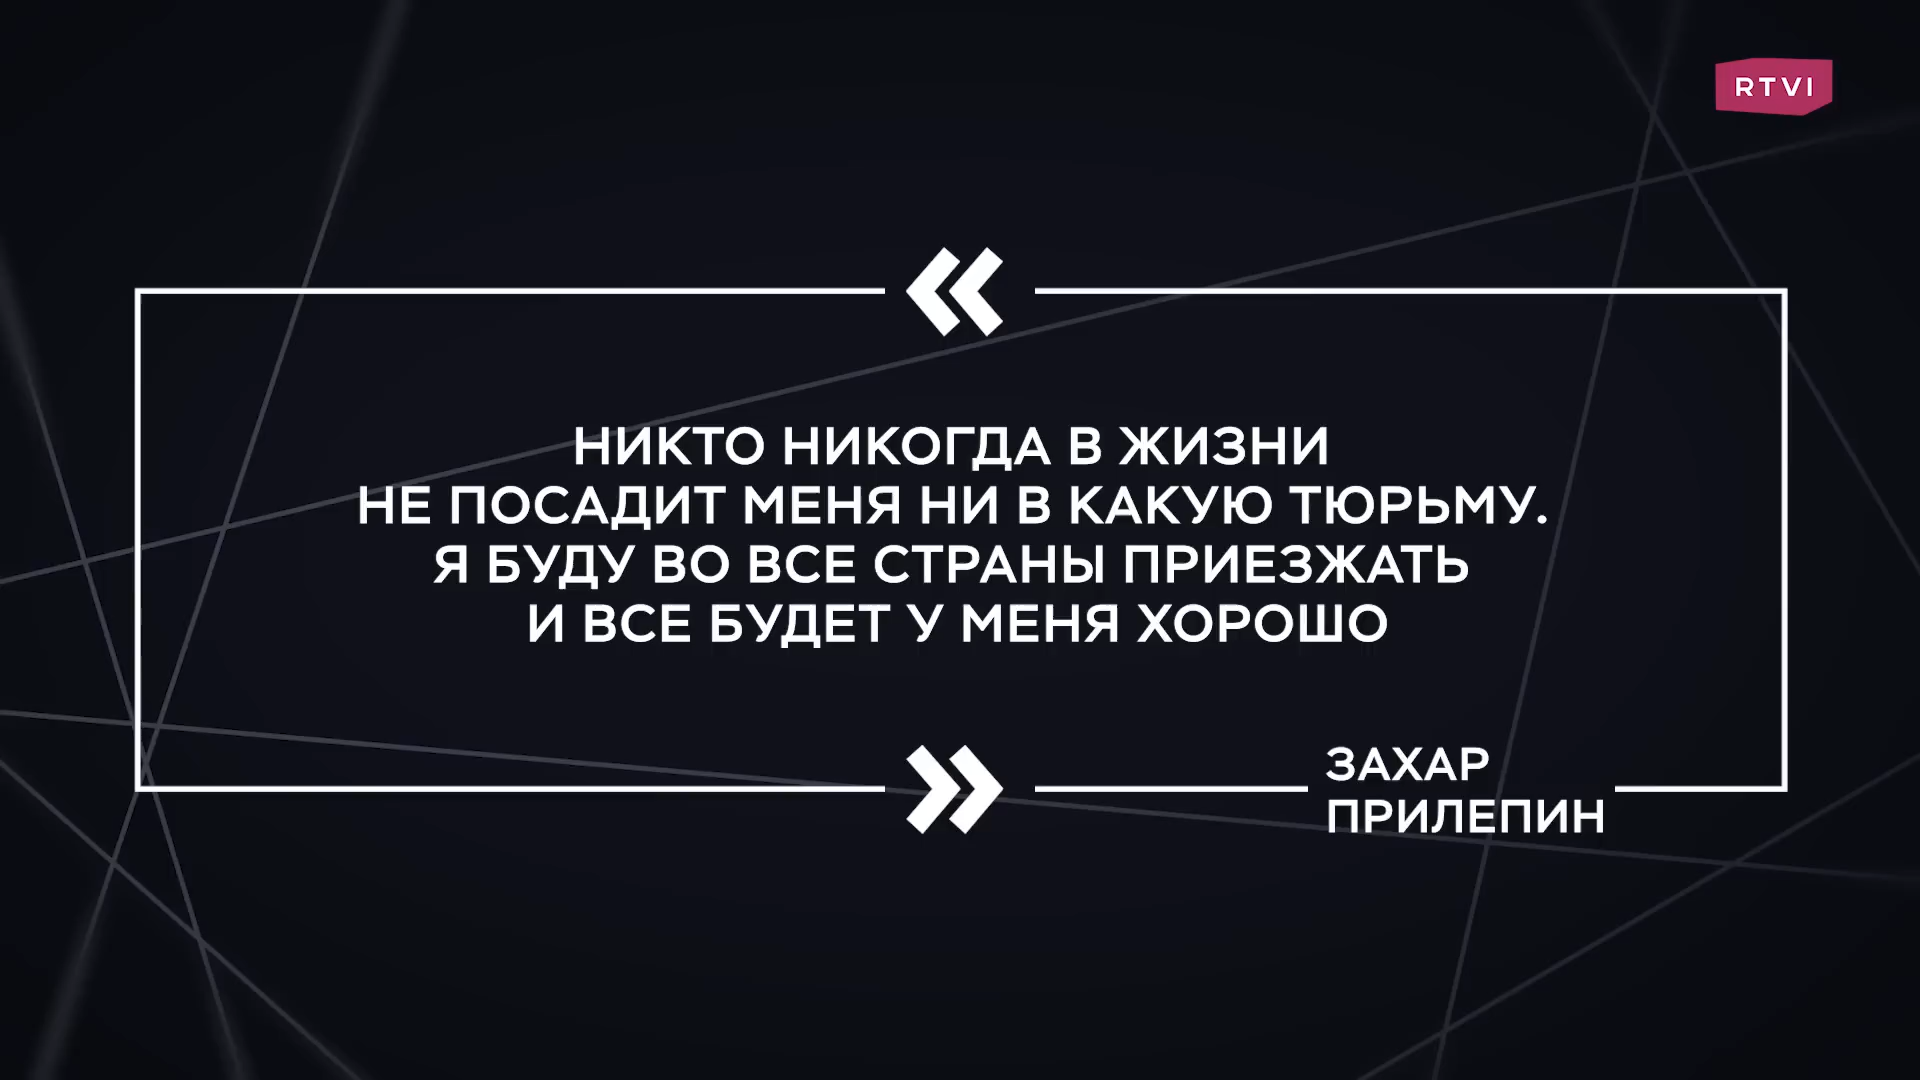 RTVI
«
НИКТО НИКОГДА В ЖИЗНИ
НЕ ПОСАДИТ МЕНЯ НИ В КАКУЮ ТЮРЬМУ.
Я БУДУ ВО ВСЕ СТРАНЫ ПРИЕЗЖАТЬ
И ВСЕ БУДЕТ У МЕНЯ ХОРОШО
»
ЗАХАР
ПРИЛЕПИН